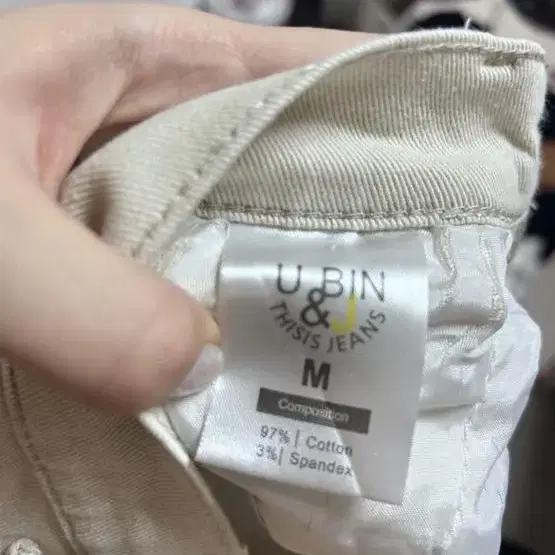 U BIN
& J
THISIS JEANS
M
Composition
97% | Cotton
3% | Spandex